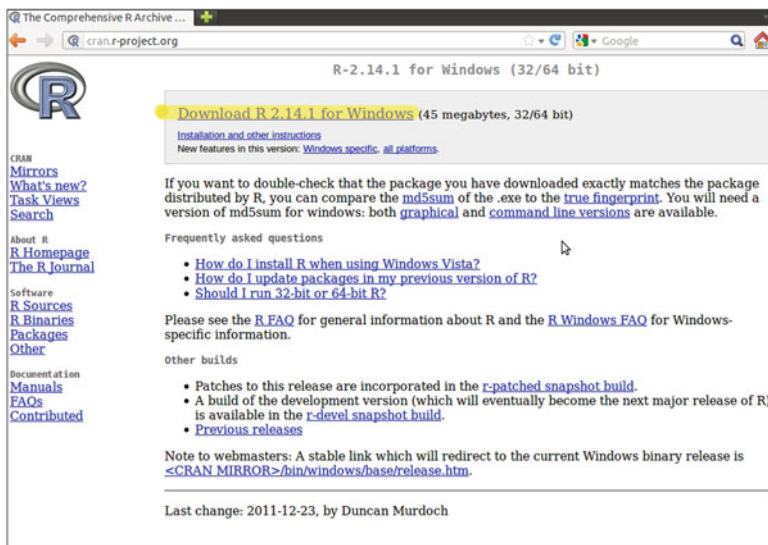 The Comprehensive R Archive ...
cran.r-project.org
Google
R
R-2.14.1 for Windows (32/64 bit)
Download R 2.14.1 for Windows (45 megabytes, 32/64 bit)
Installation and other instructions
New features in this version: Windows specific, all platforms.
CRAN
Mirrors
What's new?
Task Views
Search
About R
R Homepage
The R Journal
Software
R Sources
R Binaries
Packages
Other
Documentation
Manuals
FAQs
Contributed
If you want to double-check that the package you have downloaded exactly matches the package
distributed by R, you can compare the md5sum of the .exe to the true fingerprint. You will need a
version of md5sum for windows: both graphical and command line versions are available.
Frequently asked questions
• How do I install R when using Windows Vista?
• How do I update packages in my previous version of R?
• Should I run 32-bit or 64-bit R?
Please see the R FAQ for general information about R and the R Windows FAQ for Windows-
specific information.
Other builds
• Patches to this release are incorporated in the r-patched snapshot build.
• A build of the development version (which will eventually become the next major release of R)
is available in the r-devel snapshot build.
• Previous releases
Note to webmasters: A stable link which will redirect to the current Windows binary release is
<CRAN MIRROR>/bin/windows/base/release.htm.
Last change: 2011-12-23, by Duncan Murdoch